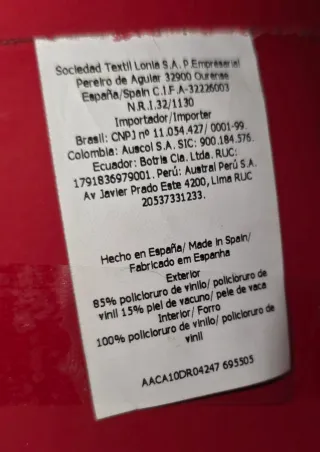 Sociedad Textil Lonia S.A. P.Empresarial
Pereiro de Aguiar 32900 Ourense
España/Spain C.I.F.A-32226003
N.R.I.32/1130
Importador/Importer
Brasil: CNPJ nº 11.054.427/ 0001-99.
Colombia: Auscol S.A. SIC: 900.184.576.
Ecuador: Botris Cia. Ltda. RUC:
1791836979001. Perú: Austral Perú S.A.
Av Javier Prado Este 4200, Lima RUC
20537331233.
Hecho en España/ Made in Spain/
Fabricado em Espanha
Exterior
85% policloruro de vinilo/ policloruro de
vinil 15% piel de vacuno/ pele de vaca
Interior/ Forro
100% policloruro de vinilo/ policloruro de
vinil
AACA10DR04247 695505